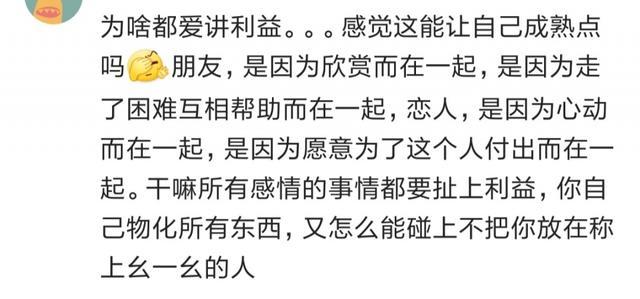 为啥都爱讲利益。。。感觉这能让自己成熟点
吗🤦朋友，是因为欣赏而在一起，是因为走
了困难互相帮助而在一起，恋人，是因为心动
而在一起，是因为愿意为了这个人付出而在一
起。干嘛所有感情的事情都要扯上利益，你自
己物化所有东西，又怎么能碰上不把你放在称
上幺一幺的人